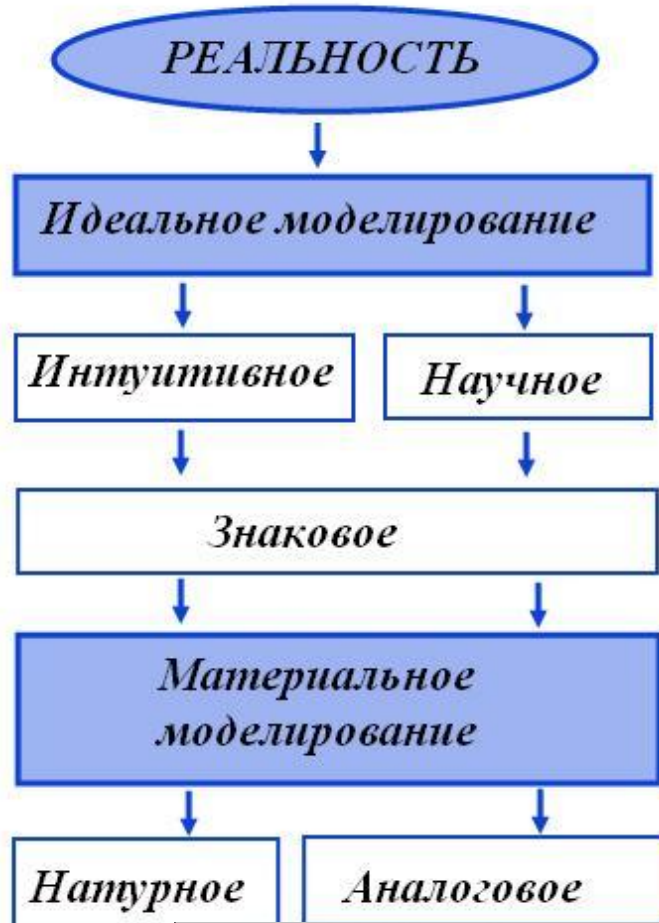 РЕАЛЬНОСТЬ
Идеальное моделирование
Интуитивное
Научное
Знаковое
Материальное
моделирование
Натурное
Аналоговое